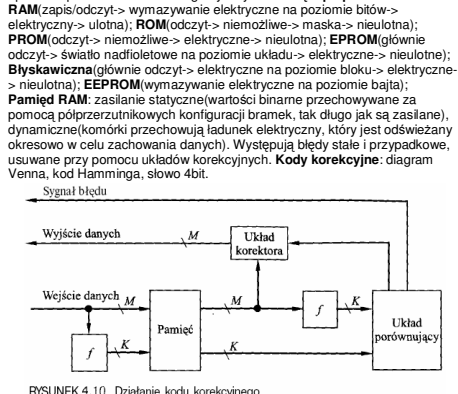 RAM(zapis/odczyt-> wymazywanie elektryczne na poziomie bitów->
elektryczny-> ulotna); ROM(odczyt-> niemożliwe-> maska-> nieulotna);
PROM(odczyt-> niemożliwe-> elektryczne-> nieulotna); EPROM(głównie
odczyt-> światło nadfioletowe na poziomie układu-> elektryczne-> nieulotne);
Błyskawiczna(głównie odczyt-> elektryczne na poziomie bloku-> elektryczne-
> nieulotna); EEPROM(wymazywanie elektryczne na poziomie bajta);
Pamięd RAM: zasilanie statyczne(wartości binarne przechowywane za
pomocą półprzerzutnikowych konfiguracji bramek, tak długo jak są zasilane),
dynamiczne(komórki przechowują ładunek elektryczny, który jest odświeżany
okresowo w celu zachowania danych). Występują błędy stałe i przypadkowe,
usuwane przy pomocu układów korekcyjnych. Kody korekcyjne: diagram
Venna, kod Hamminga, słowo 4bit.
Sygnał błędu
Wyjście danych M Układ korektora
Wejście danych M Pamięć M f K Układ porównujący
f K K
RYSUNEK 4.10. Działanie kodu korekcyjnego